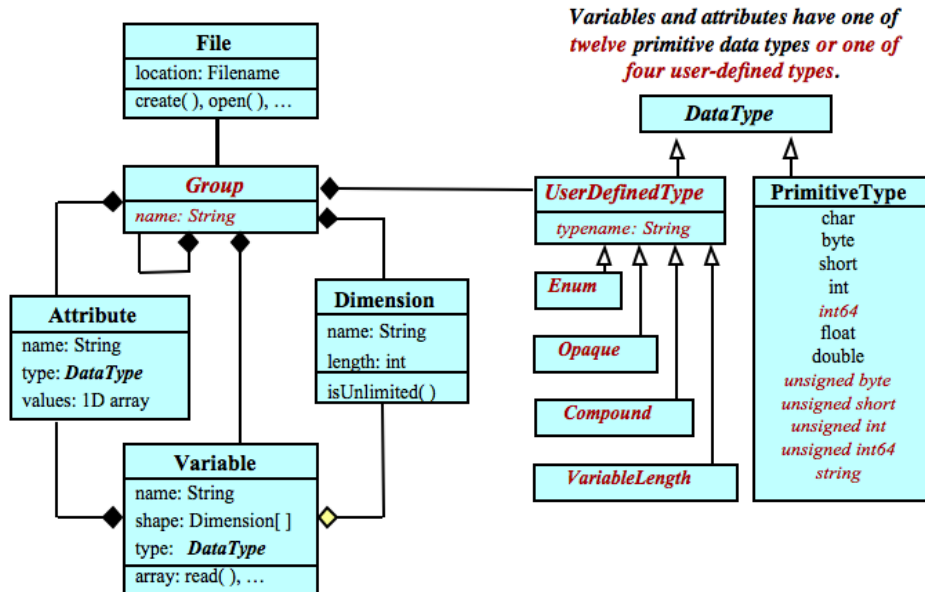 Variables and attributes have one of
twelve primitive data types or one of
four user-defined types.
File
location: Filename
create( ), open( ), …
DataType
Group
name: String
UserDefinedType
typename: String
PrimitiveType
char
byte
short
int
int64
float
double
unsigned byte
unsigned short
unsigned int
unsigned int64
string
Enum
Opaque
Compound
VariableLength
Attribute
name: String
type: DataType
values: 1D array
Dimension
name: String
length: int
isUnlimited( )
Variable
name: String
shape: Dimension[ ]
type: DataType
array: read( ), …